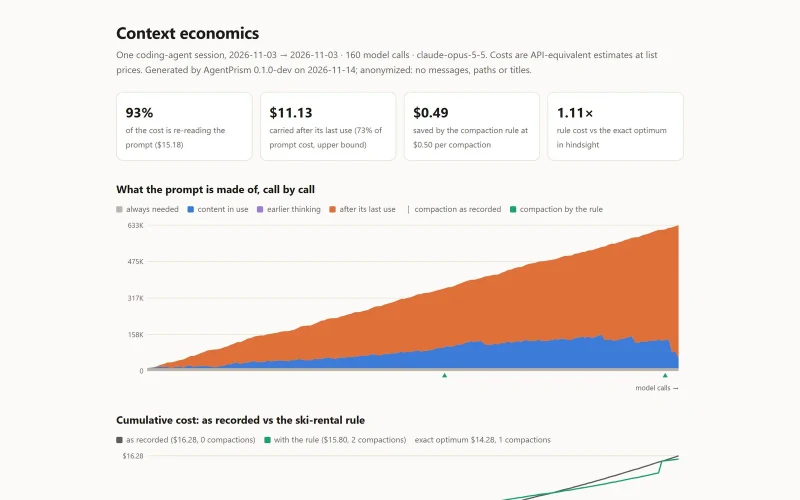 Context economics
One coding-agent session, 2026-11-03 → 2026-11-03 · 160 model calls · claude-opus-5-5. Costs are API-equivalent estimates at list
prices. Generated by AgentPrism 0.1.0-dev on 2026-11-14; anonymized: no messages, paths or titles.
93%
of the cost is re-reading the
prompt ($15.18)
$11.13
carried after its last use (73% of
prompt cost, upper bound)
$0.49
saved by the compaction rule at
$0.50 per compaction
1.11×
rule cost vs the exact optimum
in hindsight
What the prompt is made of, call by call
always needed content in use earlier thinking after its last use compaction as recorded compaction by the rule
633K
475K
317K
158K
0
model calls →
Cumulative cost: as recorded vs the ski-rental rule
as recorded ($16.28, 0 compactions) with the rule ($15.80, 2 compactions) exact optimum $14.28, 1 compactions
$16.28